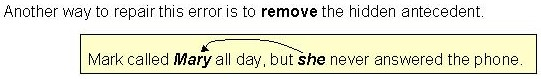 Another way to repair this error is to remove the hidden antecedent.
Mark called Mary all day, but she never answered the phone.